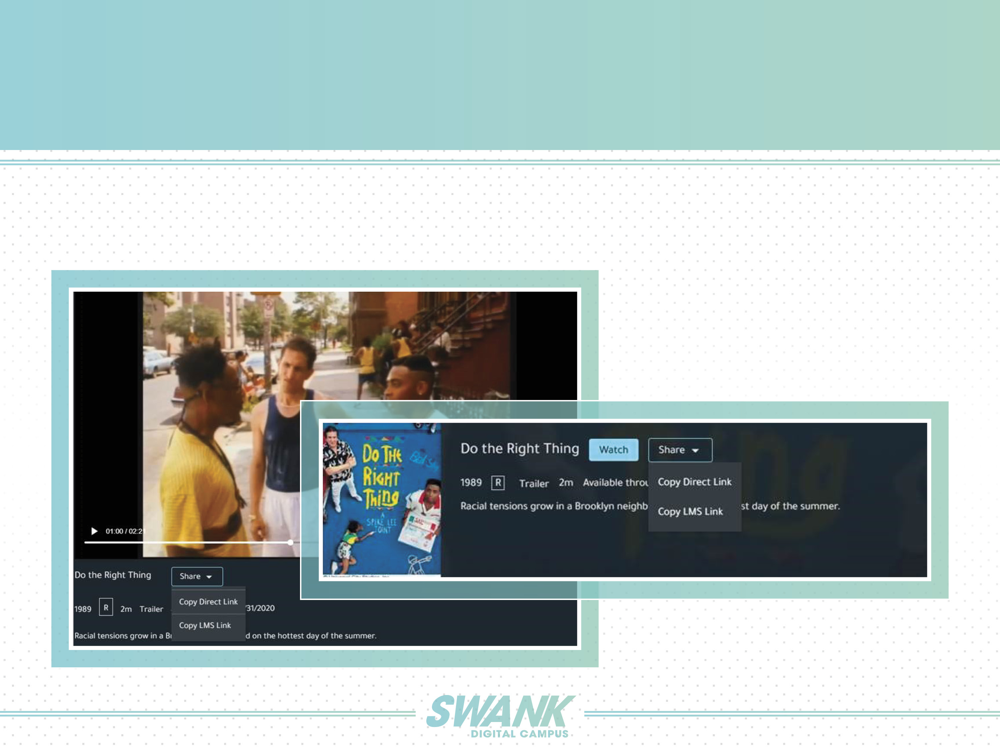 01:00 / 02:21
Do the Right Thing
Share
Copy Direct Link
Copy LMS Link
1989 R 2m Trailer /31/2020
Racial tensions grow in a B d on the hottest day of the summer.
DO THE
RIGHT
THING
A
SPIKE LEE
JOINT
Do the Right Thing Watch Share
1989 R Trailer 2m Available throu
Copy Direct Link
Racial tensions grow in a Brooklyn neighb st day of the summer.
Copy LMS Link
SWANK
DIGITAL CAMPUS